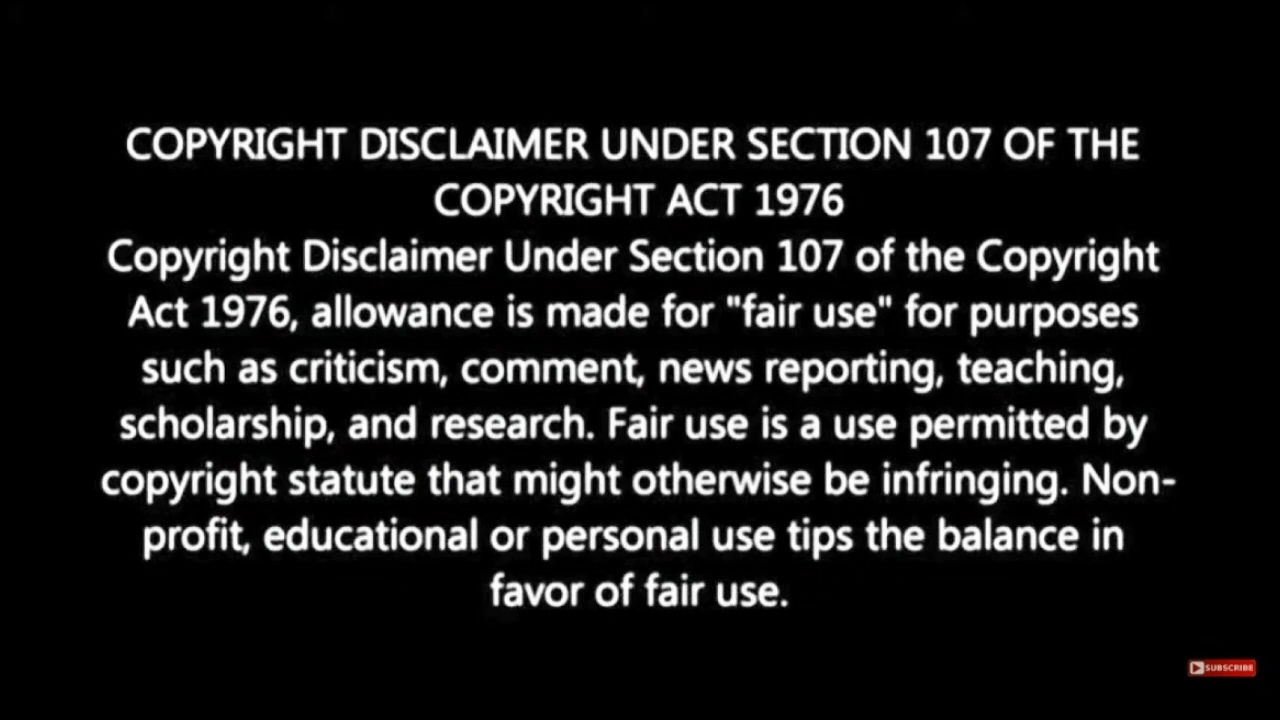 COPYRIGHT DISCLAIMER UNDER SECTION 107 OF THE
COPYRIGHT ACT 1976
Copyright Disclaimer Under Section 107 of the Copyright
Act 1976, allowance is made for "fair use" for purposes
such as criticism, comment, news reporting, teaching,
scholarship, and research. Fair use is a use permitted by
copyright statute that might otherwise be infringing. Non-
profit, educational or personal use tips the balance in
favor of fair use.
SUBSCRIBE